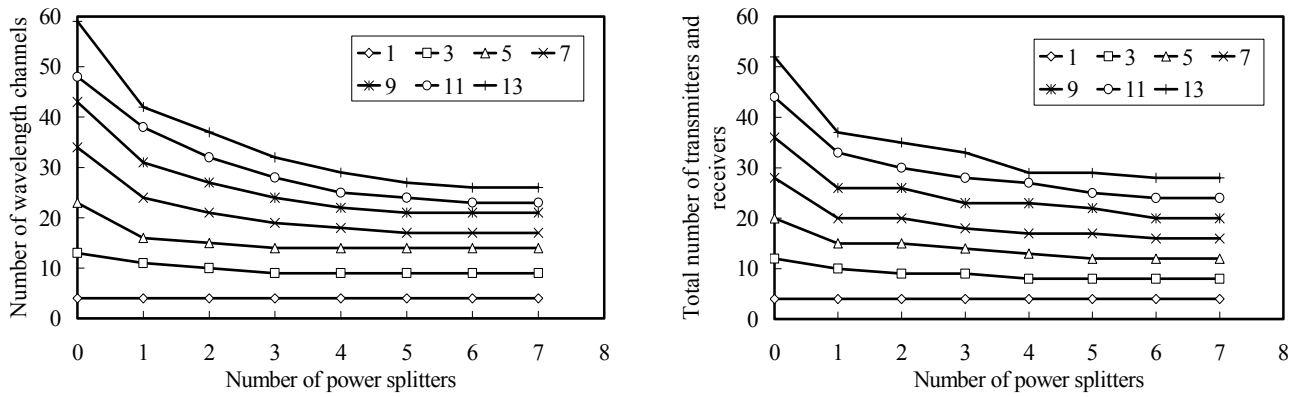 Number of wavelength channels
60
50
40
30
20
10
0
1 3 5 7
9 11 13
0 1 2 3 4 5 6 7 8
Number of power splitters
Total number of transmitters and
receivers
60
50
40
30
20
10
0
1 3 5 7
9 11 13
0 1 2 3 4 5 6 7 8
Number of power splitters